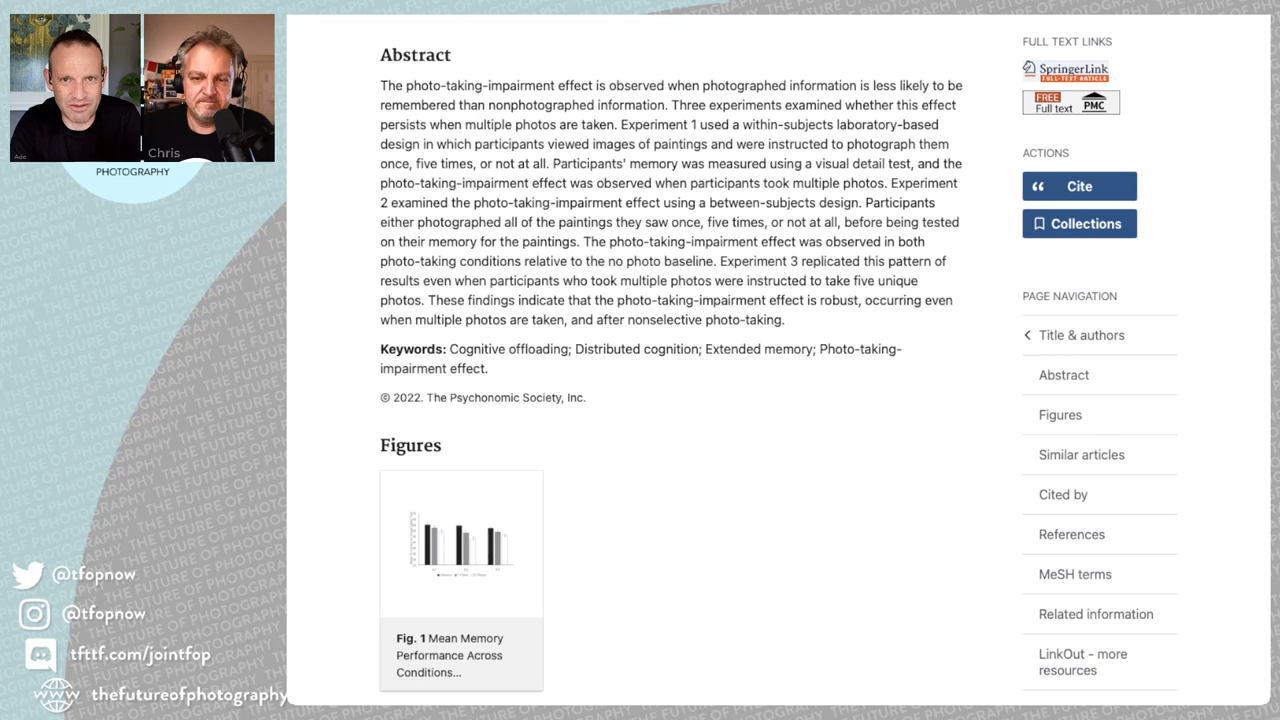 Ade
Chris
PHOTOGRAPHY
Abstract
The photo-taking-impairment effect is observed when photographed information is less likely to be
remembered than nonphotographed information. Three experiments examined whether this effect
persists when multiple photos are taken. Experiment 1 used a within-subjects laboratory-based
design in which participants viewed images of paintings and were instructed to photograph them
once, five times, or not at all. Participants' memory was measured using a visual detail test, and the
photo-taking-impairment effect was observed when participants took multiple photos. Experiment
2 examined the photo-taking-impairment effect using a between-subjects design. Participants
either photographed all of the paintings they saw once, five times, or not at all, before being tested
on their memory for the paintings. The photo-taking-impairment effect was observed in both
photo-taking conditions relative to the no photo baseline. Experiment 3 replicated this pattern of
results even when participants who took multiple photos were instructed to take five unique
photos. These findings indicate that the photo-taking-impairment effect is robust, occurring even
when multiple photos are taken, and after nonselective photo-taking.
Keywords: Cognitive offloading; Distributed cognition; Extended memory; Photo-taking-
impairment effect.
© 2022. The Psychonomic Society, Inc.
Figures
Fig. 1 Mean Memory
Performance Across
Conditions...
FULL TEXT LINKS
SpringerLink
FULL-TEXT ARTICLE
FREE
Full text PMC
ACTIONS
Cite
Collections
PAGE NAVIGATION
Title & authors
Abstract
Figures
Similar articles
Cited by
References
MeSH terms
Related information
LinkOut - more
resources
@tfopnow
@tfopnow
tfttf.com/jointfop
www thefutureofphotography
THE FUTURE OF PHOTOGRAPHY